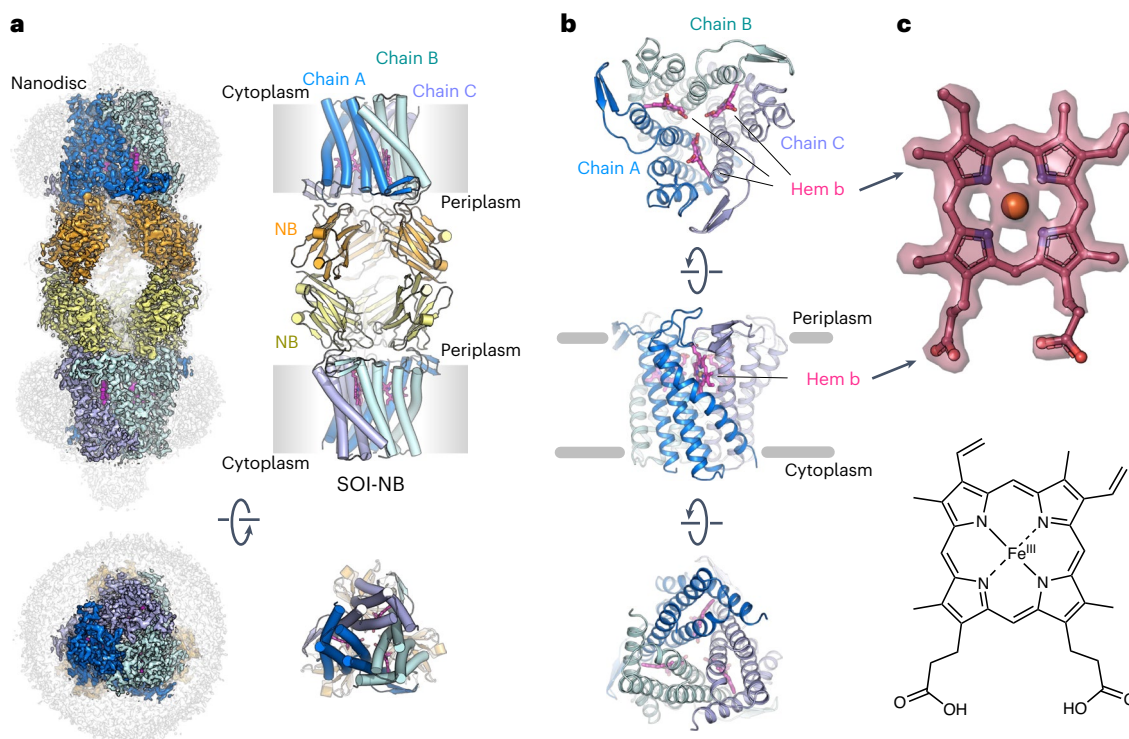 a
Nanodisc
Cytoplasm
Chain A
Chain B
Chain C
Periplasm
NB
NB
Periplasm
Cytoplasm
SOI-NB
b
Chain B
Chain A
Chain C
Hem b
Periplasm
Hem b
Cytoplasm
c
N
N
Fe^III
N
N
O
OH
HO
O